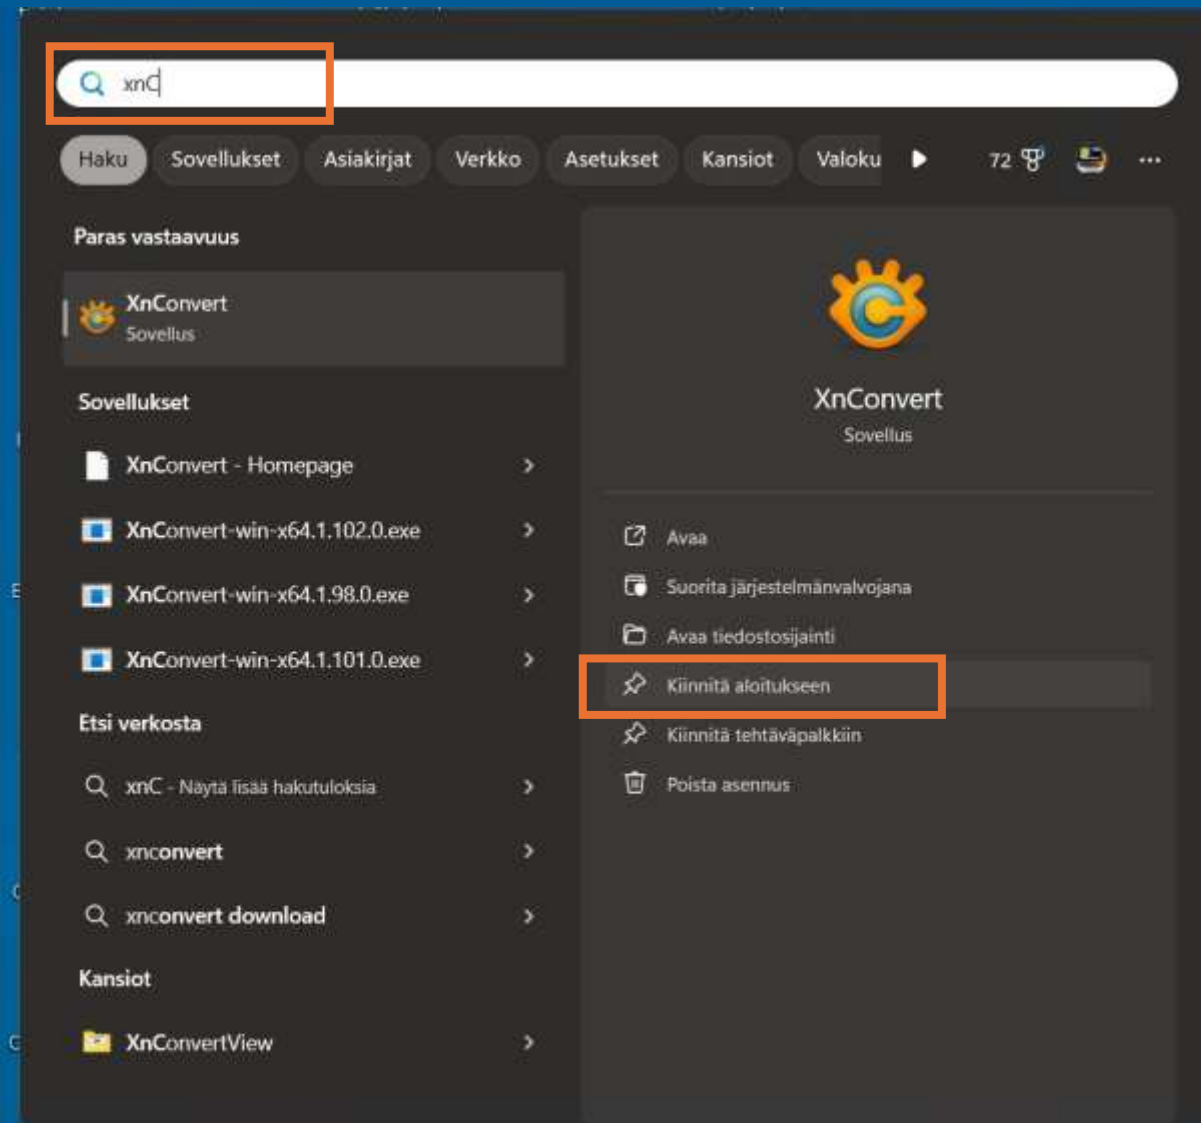 xnC
Haku Sovellukset Asiakirjat Verkko Asetukset Kansiot Valoku 72
Paras vastaavuus
XnConvert
Sovellus
Sovellukset
XnConvert - Homepage
XnConvert-win-x64.1.102.0.exe
XnConvert-win-x64.1.98.0.exe
XnConvert-win-x64.1.101.0.exe
Etsi verkosta
xnC - Näytä lisää hakutuloksia
xnconvert
xnconvert download
Kansiot
XnConvertView
XnConvert
Sovellus
Avaa
Suorita järjestelmänvalvojana
Avaa tiedostosijainti
Kiinnitä aloitukseen
Kiinnitä tehtäväpalkkiin
Poista asennus